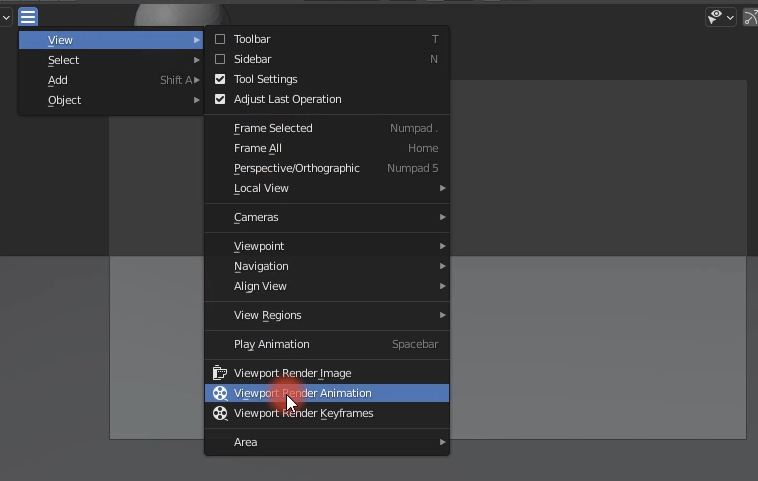 View
Select
Add Shift A
Object
Toolbar T
Sidebar N
Tool Settings
Adjust Last Operation
Frame Selected Numpad .
Frame All Home
Perspective/Orthographic Numpad 5
Local View
Cameras
Viewpoint
Navigation
Align View
View Regions
Play Animation Spacebar
Viewport Render Image
Viewport Render Animation
Viewport Render Keyframes
Area